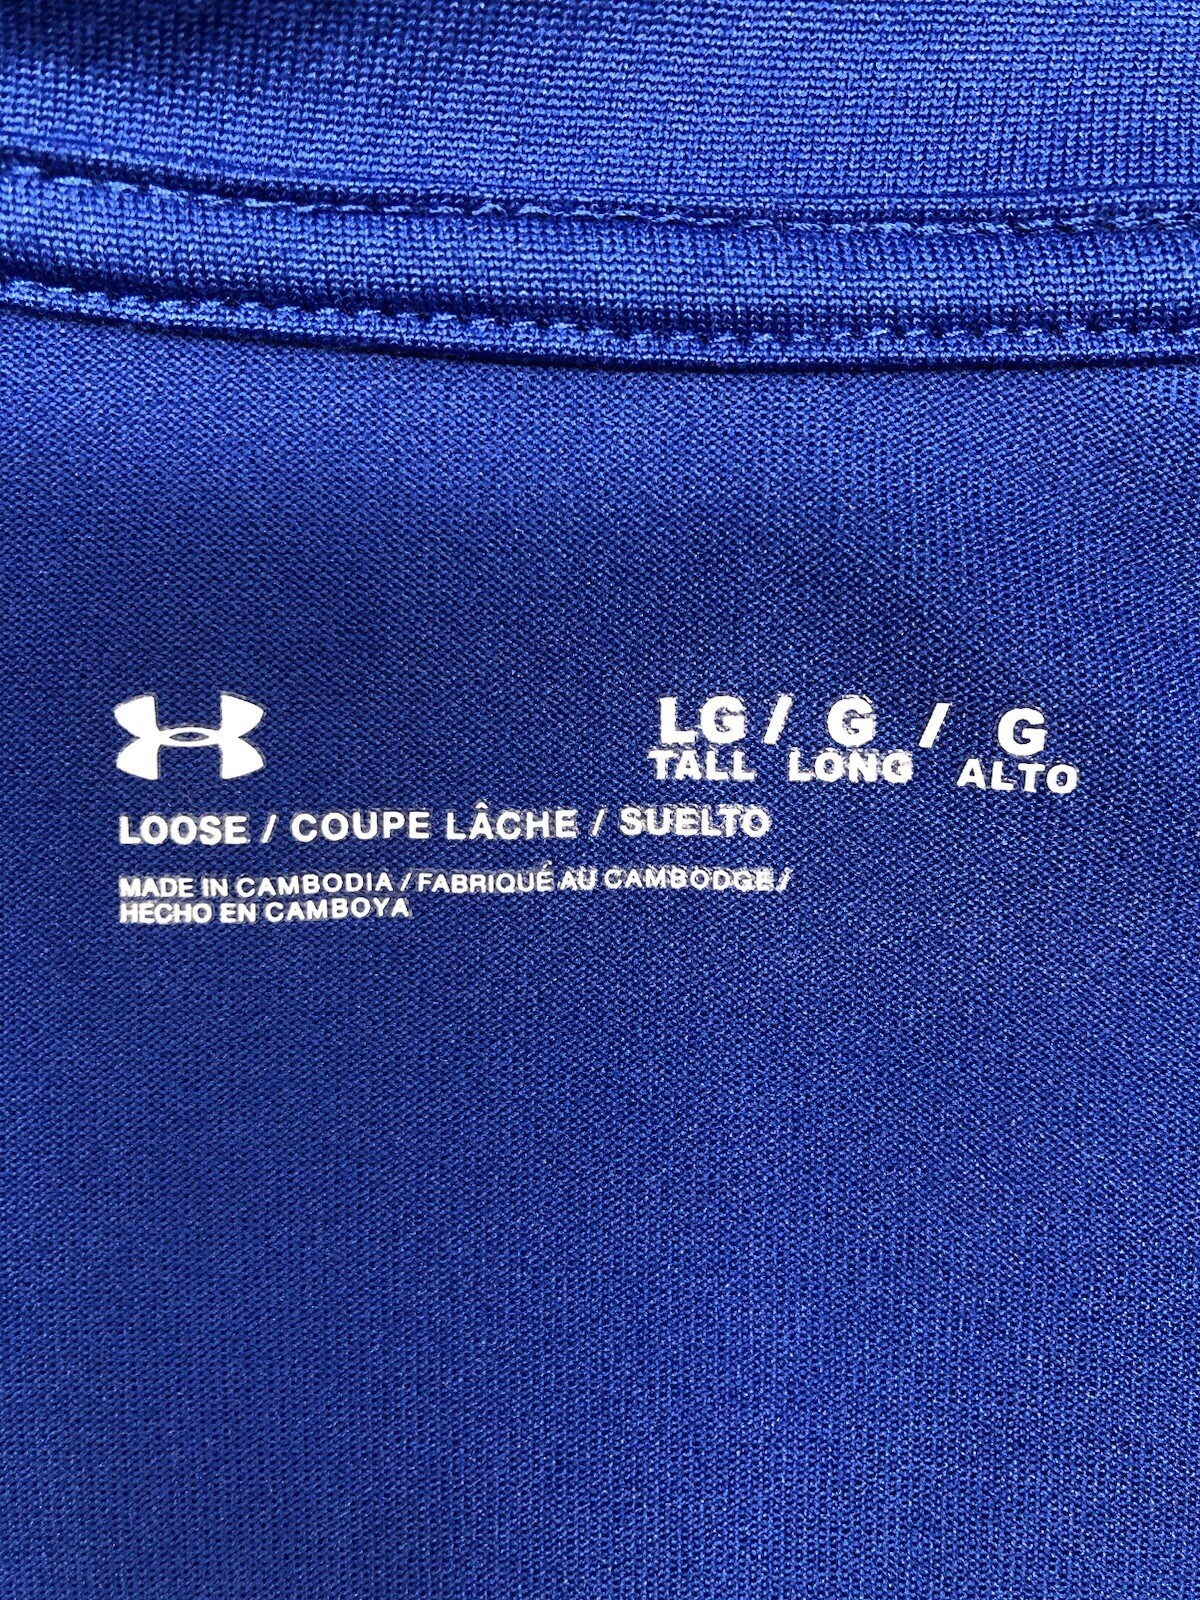 LG / G / G
TALL LONG ALTO
LOOSE / COUPE LÂCHE / SUELTO
MADE IN CAMBODIA / FABRIQUÉ AU CAMBODGE /
HECHO EN CAMBOYA